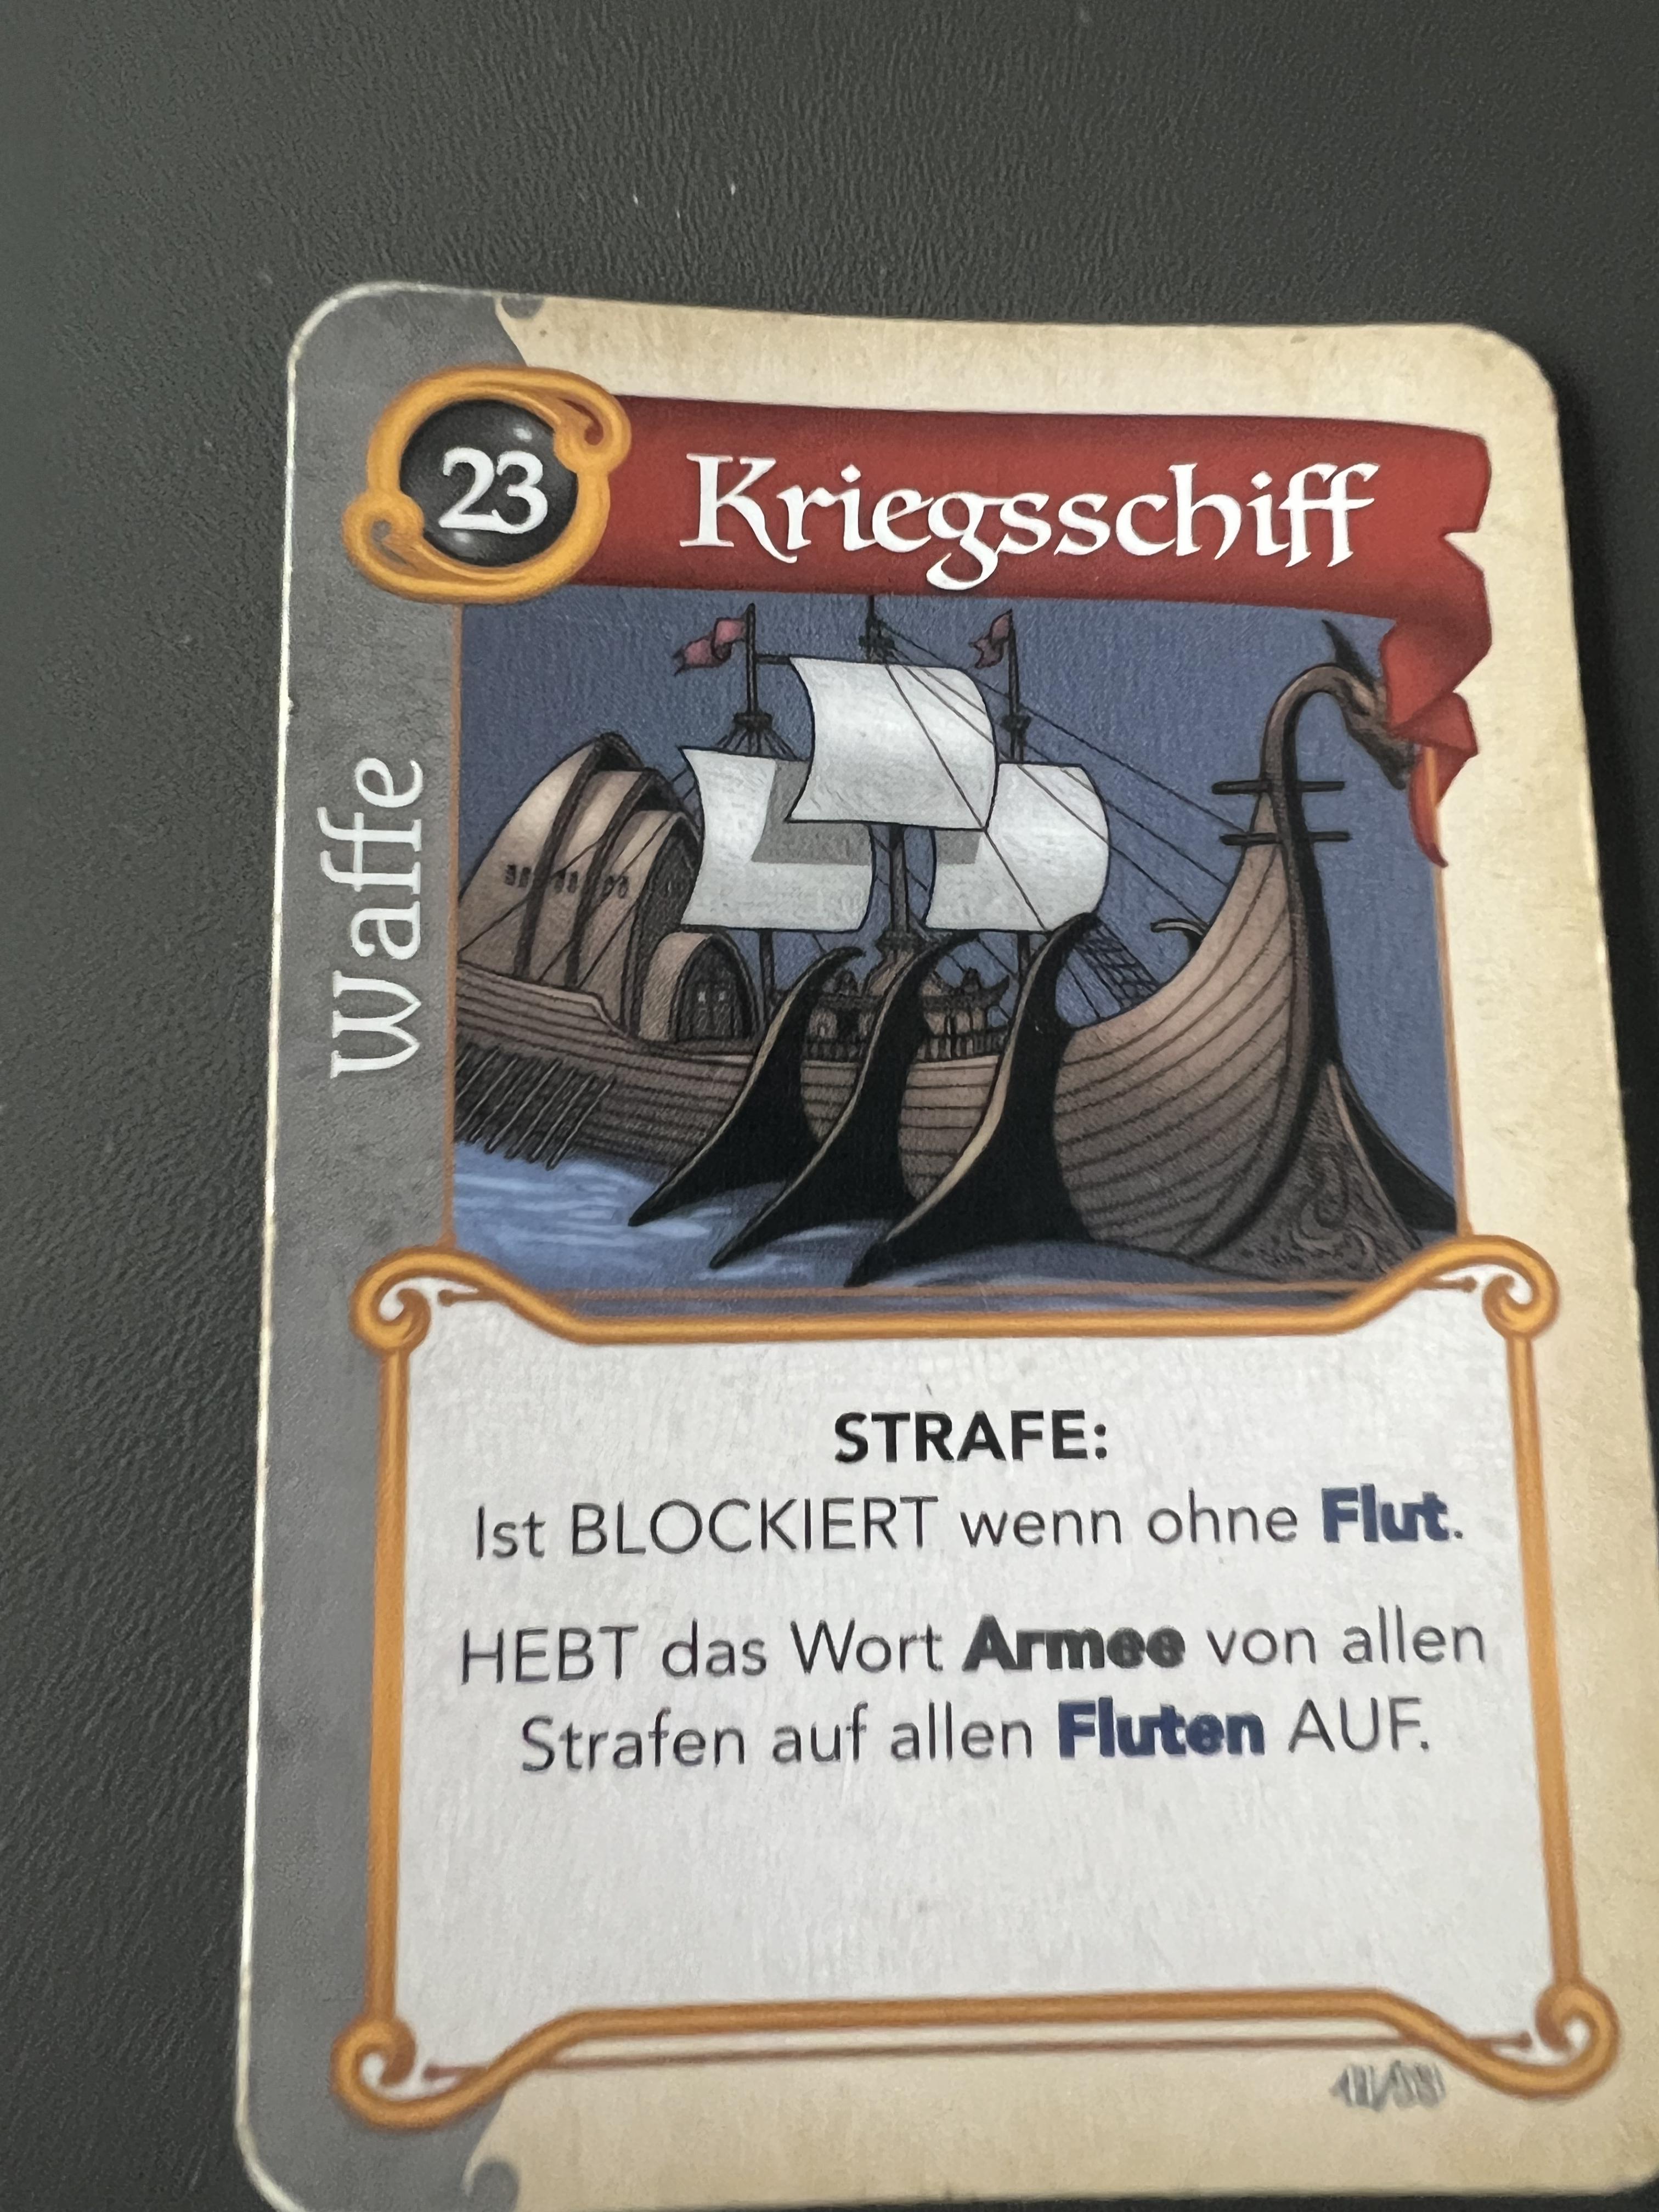 23
Kriegsschiff
Waffe
STRAFE:
Ist BLOCKIERT wenn ohne Flut.
HEBT das Wort Armee von allen
Strafen auf allen Fluten AUF.